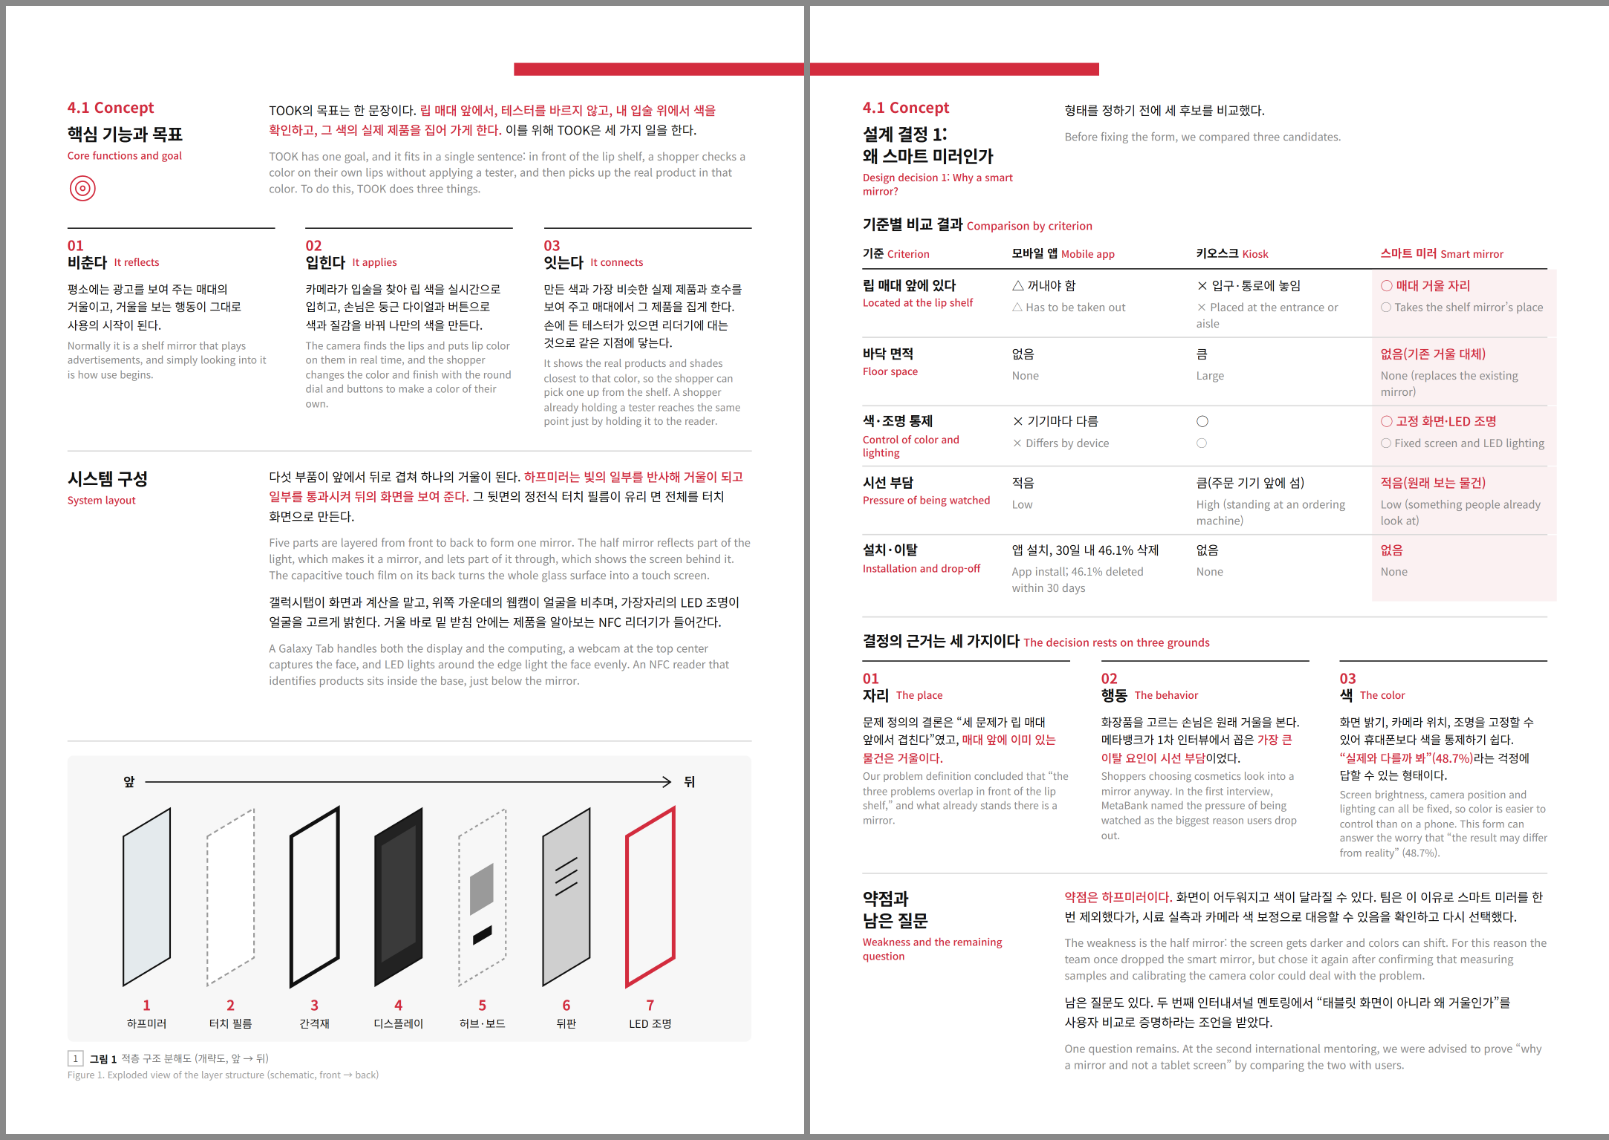 4.1 Concept
핵심 기능과 목표
Core functions and goal
TOOK의 목표는 한 문장이다. 립 매대 앞에서, 테스터를 바르지 않고, 내 입술 위에서 색을
확인하고, 그 색의 실제 제품을 집어 가게 한다. 이를 위해 TOOK은 세 가지 일을 한다.
TOOK has one goal, and it fits in a single sentence: in front of the lip shelf, a shopper checks a
color on their own lips without applying a tester, and then picks up the real product in that
color. To do this, TOOK does three things.
01
비춘다 It reflects
평소에는 광고를 보여 주는 매대의
거울이고, 거울을 보는 행동이 그대로
사용의 시작이 된다.
Normally it is a shelf mirror that plays
advertisements, and simply looking into it
is how use begins.
02
입힌다 It applies
카메라가 입술을 찾아 립 색을 실시간으로
입히고, 손님은 둥근 다이얼과 버튼으로
색과 질감을 바꿔 나만의 색을 만든다.
The camera finds the lips and puts lip color
on them in real time, and the shopper
changes the color and finish with the round
dial and buttons to make a color of their
own.
03
잇는다 It connects
만든 색과 가장 비슷한 실제 제품과 호수를
보여 주고 매대에서 그 제품을 집게 한다.
손에 든 테스터가 있으면 리더기에 대는
것으로 같은 지점에 닿는다.
It shows the real products and shades
closest to that color, so the shopper can
pick one up from the shelf. A shopper
already holding a tester reaches the same
point just by holding it to the reader.
시스템 구성
System layout
다섯 부품이 앞에서 뒤로 겹쳐 하나의 거울이 된다. 하프미러는 빛의 일부를 반사해 거울이 되고
일부를 통과시켜 뒤의 화면을 보여 준다. 그 뒷면의 정전식 터치 필름이 유리 면 전체를 터치
화면으로 만든다.
Five parts are layered from front to back to form one mirror. The half mirror reflects part of the
light, which makes it a mirror, and lets part of it through, which shows the screen behind it.
The capacitive touch film on its back turns the whole glass surface into a touch screen.
갤럭시탭이 화면과 계산을 맡고, 위쪽 가운데의 웹캠이 얼굴을 비추며, 가장자리의 LED 조명이
얼굴을 고르게 밝힌다. 거울 바로 밑 받침 안에는 제품을 알아보는 NFC 리더기가 들어간다.
A Galaxy Tab handles both the display and the computing, a webcam at the top center
captures the face, and LED lights around the edge light the face evenly. An NFC reader that
identifies products sits inside the base, just below the mirror.
앞 뒤
1 2 3 4 5 6 7
하프미러 터치 필름 간격재 디스플레이 허브·보드 뒤판 LED 조명
1 그림 1 적층 구조 분해도 (개략도, 앞 → 뒤)
Figure 1. Exploded view of the layer structure (schematic, front → back)
4.1 Concept
설계 결정 1:
왜 스마트 미러인가
Design decision 1: Why a smart
mirror?
형태를 정하기 전에 세 후보를 비교했다.
Before fixing the form, we compared three candidates.
기준별 비교 결과 Comparison by criterion
기준 Criterion 모바일 앱 Mobile app 키오스크 Kiosk 스마트 미러 Smart mirror
립 매대 앞에 있다 △ 꺼내야 함 × 입구·통로에 놓임 ○ 매대 거울 자리
Located at the lip shelf △ Has to be taken out × Placed at the entrance or
aisle ○ Takes the shelf mirror's place
바닥 면적 없음 큼 없음(기존 거울 대체)
Floor space None Large None (replaces the existing
mirror)
색·조명 통제 × 기기마다 다름 ○ ○ 고정 화면·LED 조명
Control of color and
lighting × Differs by device ○ ○ Fixed screen and LED lighting
시선 부담 적음 큼(주문 기기 앞에 섬) 적음(원래 보는 물건)
Pressure of being watched Low High (standing at an ordering
machine) Low (something people already
look at)
설치·이탈 앱 설치, 30일 내 46.1% 삭제 없음 없음
Installation and drop-off App install; 46.1% deleted
within 30 days None None
결정의 근거는 세 가지이다 The decision rests on three grounds
01
자리 The place
문제 정의의 결론은 “세 문제가 립 매대
앞에서 겹친다”였고, 매대 앞에 이미 있는
물건은 거울이다.
Our problem definition concluded that “the
three problems overlap in front of the lip
shelf,” and what already stands there is a
mirror.
02
행동 The behavior
화장품을 고르는 손님은 원래 거울을 본다.
메타뱅크가 1차 인터뷰에서 꼽은 가장 큰
이탈 요인이 시선 부담이었다.
Shoppers choosing cosmetics look into a
mirror anyway. In the first interview,
MetaBank named the pressure of being
watched as the biggest reason users drop
out.
03
색 The color
화면 밝기, 카메라 위치, 조명을 고정할 수
있어 휴대폰보다 색을 통제하기 쉽다.
“실제와 다를까 봐”(48.7%)라는 걱정에
답할 수 있는 형태이다.
Screen brightness, camera position and
lighting can all be fixed, so color is easier to
control than on a phone. This form can
answer the worry that “the result may differ
from reality” (48.7%).
약점과
남은 질문
Weakness and the remaining
question
약점은 하프미러이다. 화면이 어두워지고 색이 달라질 수 있다. 팀은 이 이유로 스마트 미러를 한
번 제외했다가, 시료 실측과 카메라 색 보정으로 대응할 수 있음을 확인하고 다시 선택했다.
The weakness is the half mirror: the screen gets darker and colors can shift. For this reason the
team once dropped the smart mirror, but chose it again after confirming that measuring
samples and calibrating the camera color could deal with the problem.
남은 질문도 있다. 두 번째 인터내셔널 멘토링에서 “태블릿 화면이 아니라 왜 거울인가”를
사용자 비교로 증명하라는 조언을 받았다.
One question remains. At the second international mentoring, we were advised to prove “why
a mirror and not a tablet screen” by comparing the two with users.